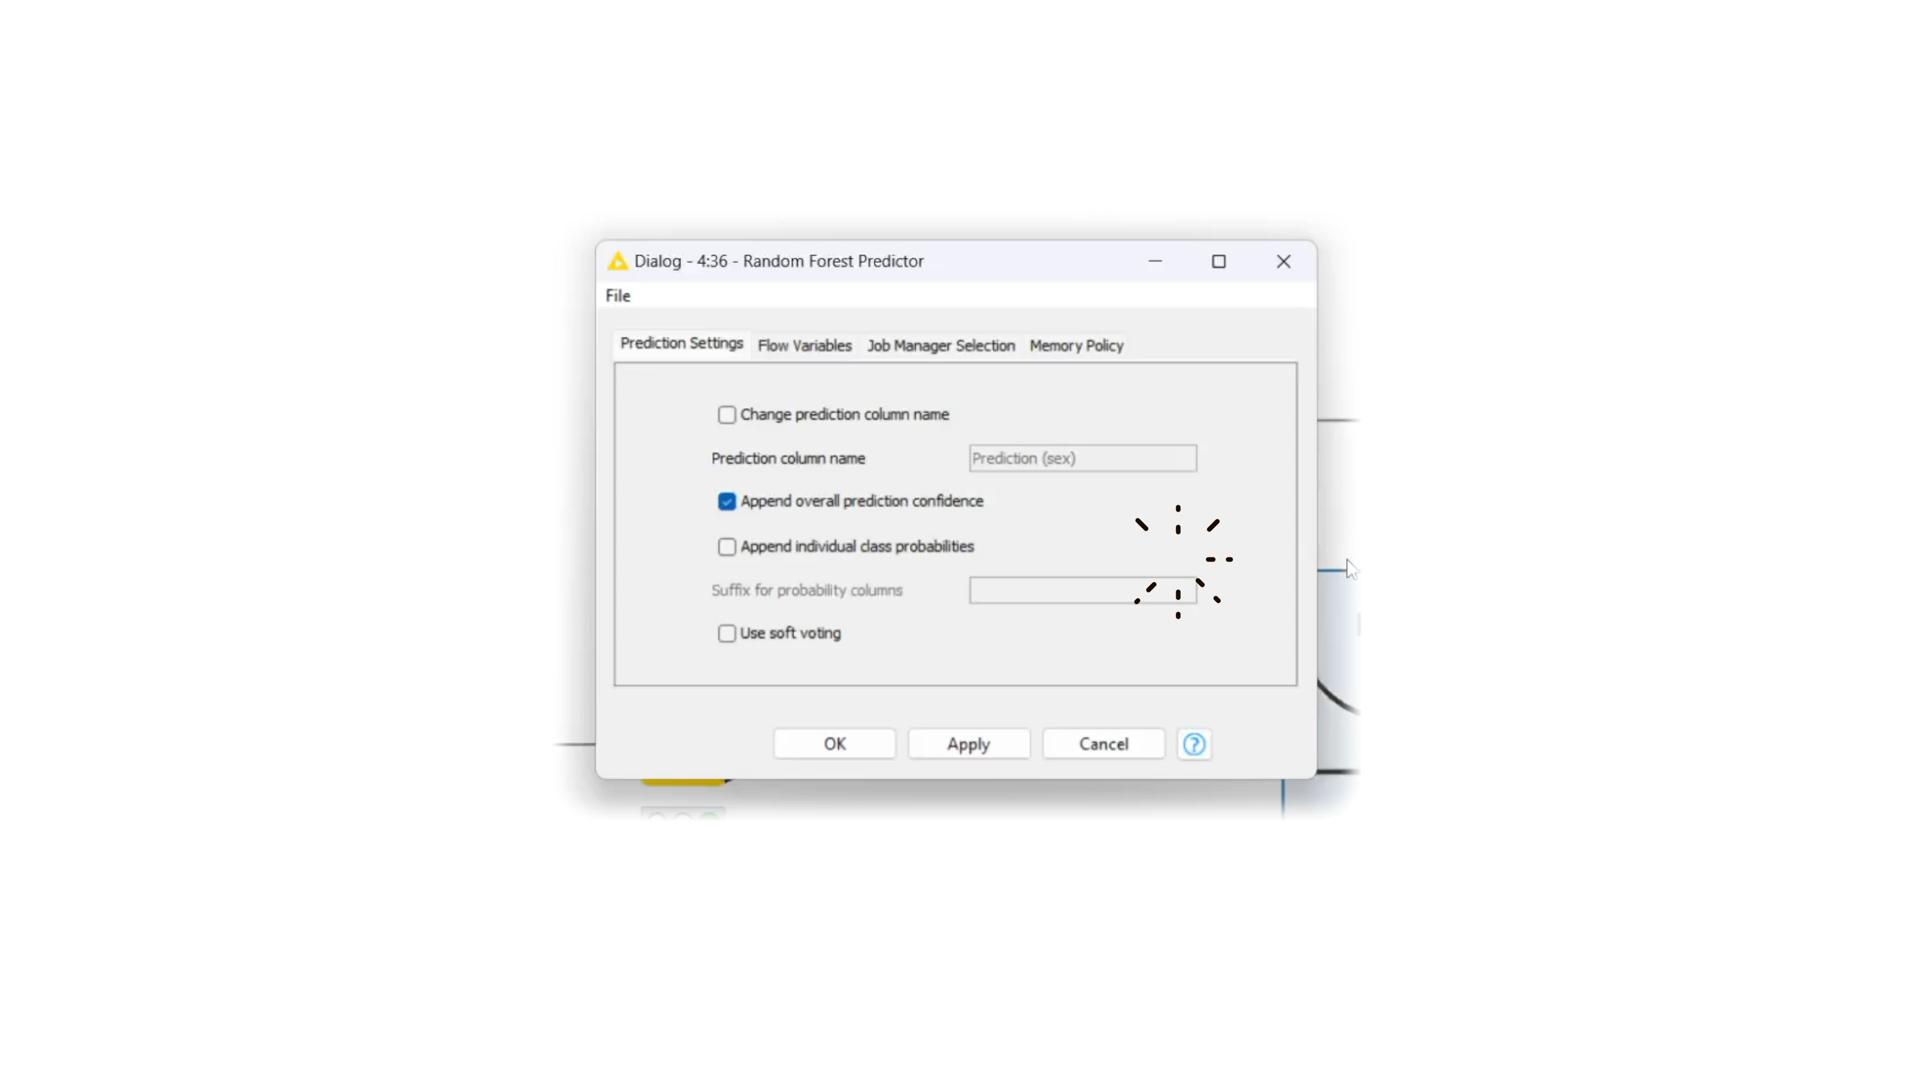 Dialog - 4:36 - Random Forest Predictor
File
Prediction Settings Flow Variables Job Manager Selection Memory Policy
Change prediction column name
Prediction column name Prediction (sex)
Append overall prediction confidence
Append individual class probabilities
Suffix for probability columns
Use soft voting
OK Apply Cancel ?